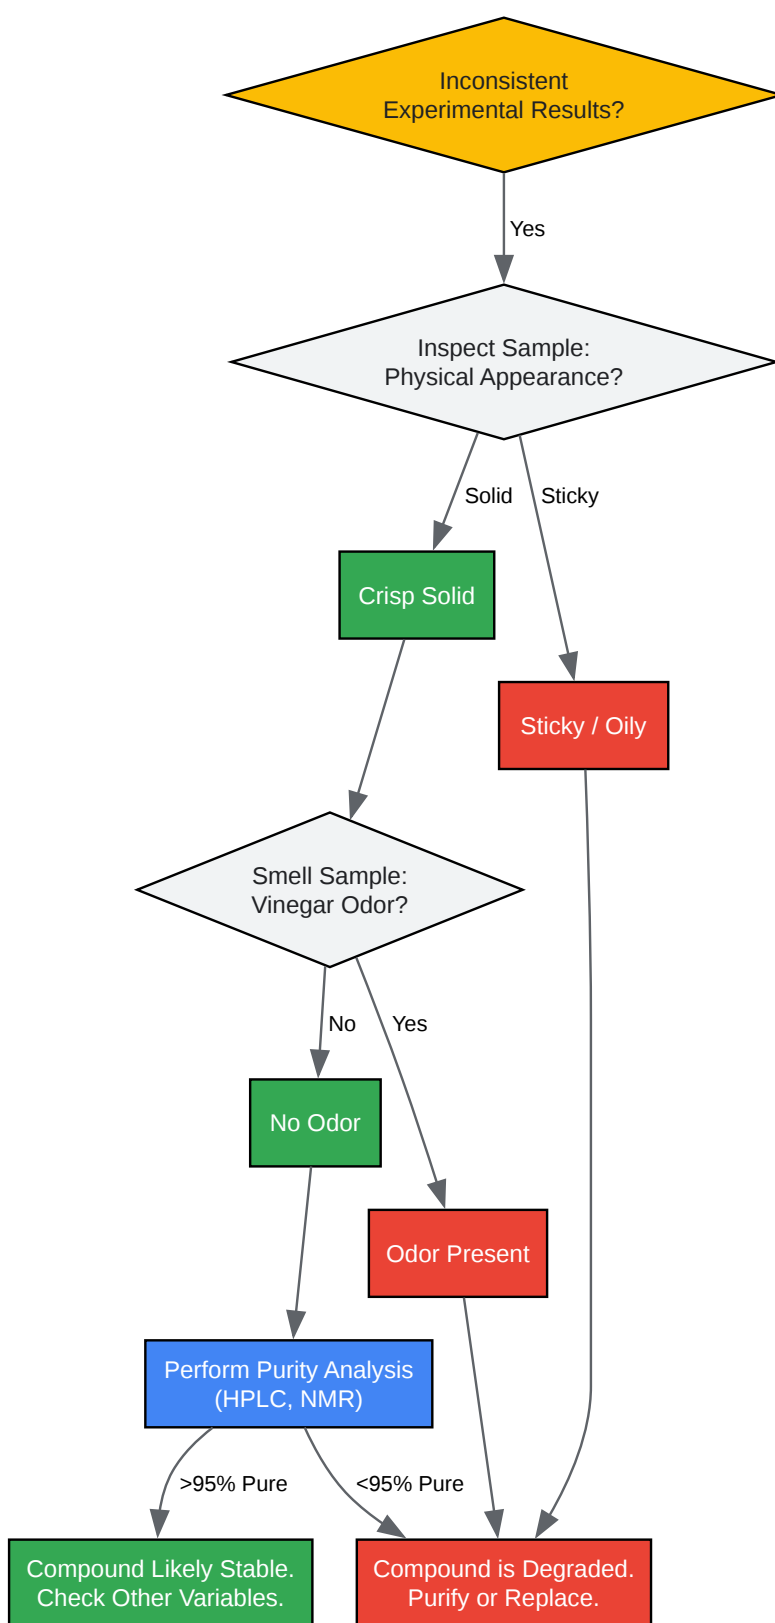 Inconsistent
Experimental Results?
Yes
Inspect Sample:
Physical Appearance?
Solid
Sticky
Crisp Solid
Sticky / Oily
Smell Sample:
Vinegar Odor?
No
Yes
No Odor
Odor Present
Perform Purity Analysis
(HPLC, NMR)
>95% Pure
<95% Pure
Compound Likely Stable.
Check Other Variables.
Compound is Degraded.
Purify or Replace.